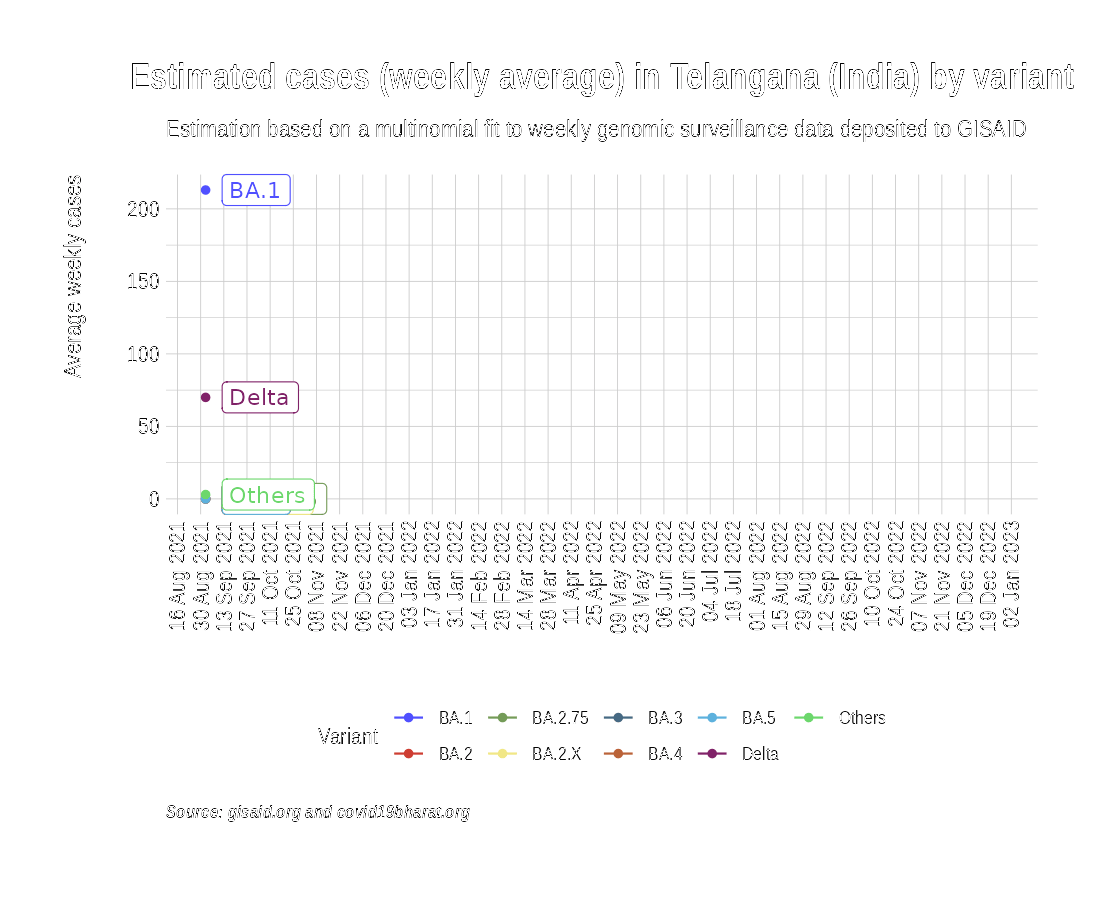 Estimated cases (weekly average) in Telangana (India) by variant
Estimation based on a multinomial fit to weekly genomic surveillance data deposited to GISAID
Average weekly cases
200
150
100
50
0
BA.1
Delta
Others
16 Aug 2021
30 Aug 2021
13 Sep 2021
27 Sep 2021
11 Oct 2021
25 Oct 2021
08 Nov 2021
22 Nov 2021
06 Dec 2021
20 Dec 2021
03 Jan 2022
17 Jan 2022
31 Jan 2022
14 Feb 2022
28 Feb 2022
14 Mar 2022
28 Mar 2022
11 Apr 2022
25 Apr 2022
09 May 2022
23 May 2022
06 Jun 2022
20 Jun 2022
04 Jul 2022
18 Jul 2022
01 Aug 2022
15 Aug 2022
29 Aug 2022
12 Sep 2022
26 Sep 2022
10 Oct 2022
24 Oct 2022
07 Nov 2022
21 Nov 2022
05 Dec 2022
19 Dec 2022
02 Jan 2023
Variant
BA.1 BA.2.75 BA.3 BA.5 Others
BA.2 BA.2.X BA.4 Delta
Source: gisaid.org and covid19bharat.org